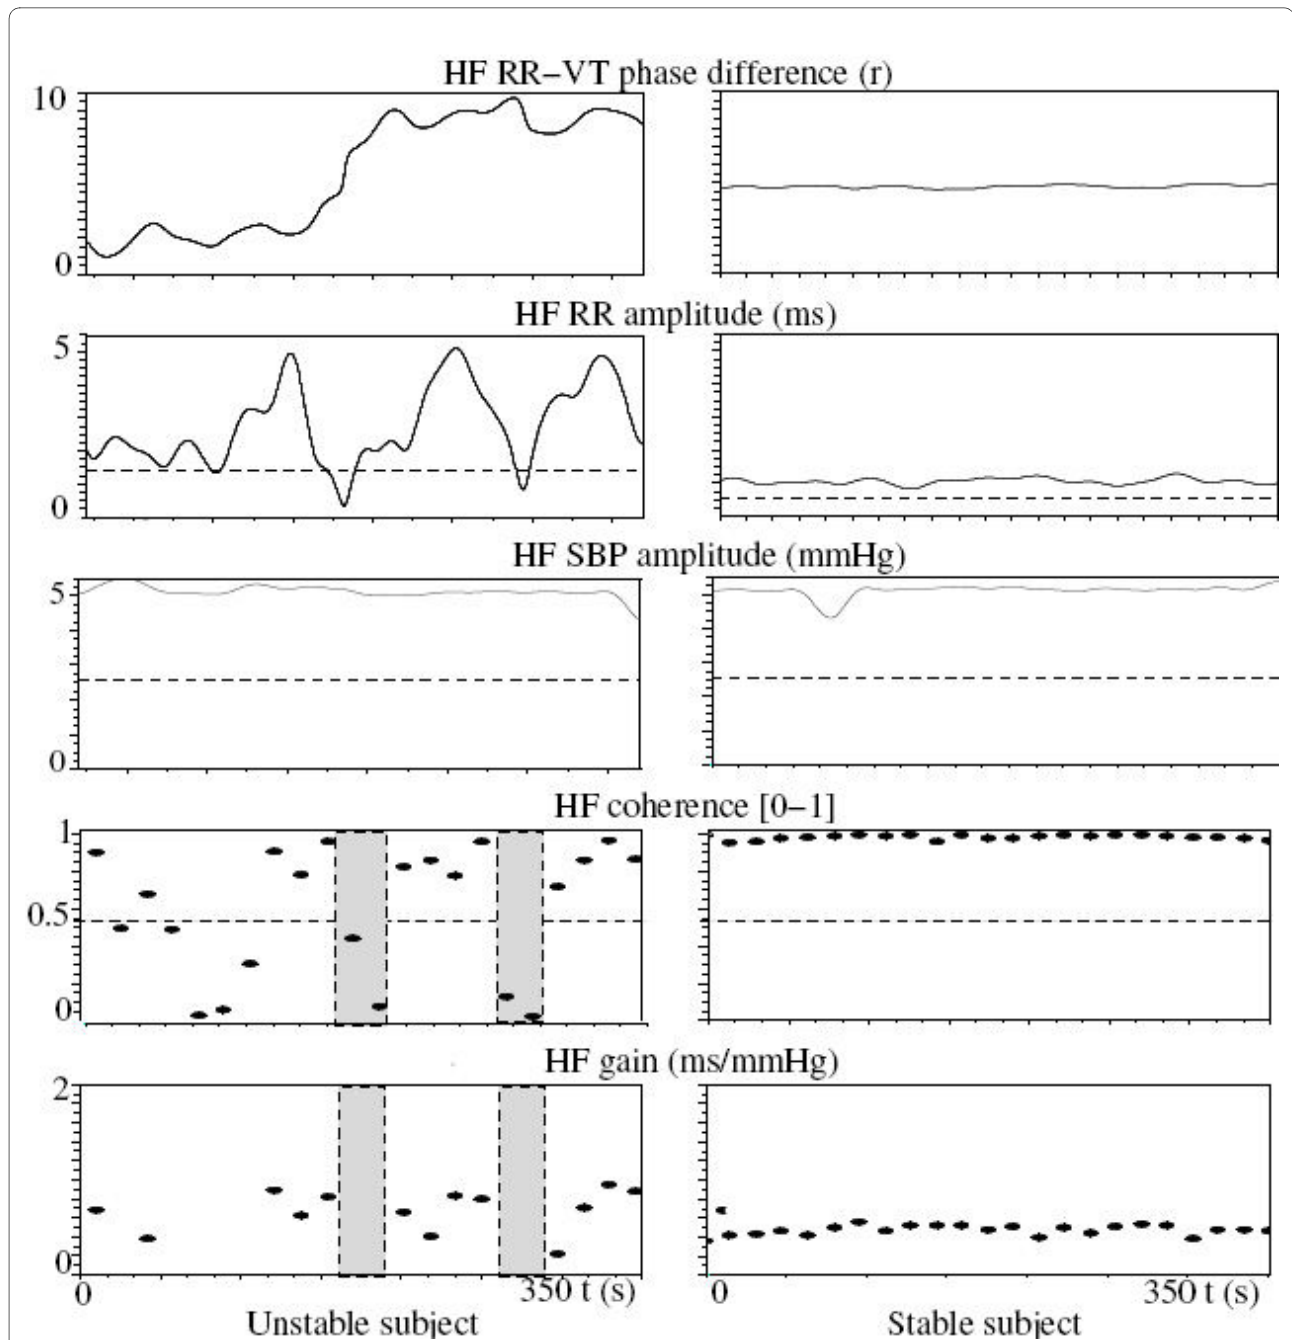 HF RR–VT phase difference (r)
10
0
HF RR amplitude (ms)
5
0
HF SBP amplitude (mmHg)
5
0
HF coherence [0–1]
1
0.5
0
HF gain (ms/mmHg)
2
0
0 350 t (s) 0 350 t (s)
Unstable subject Stable subject